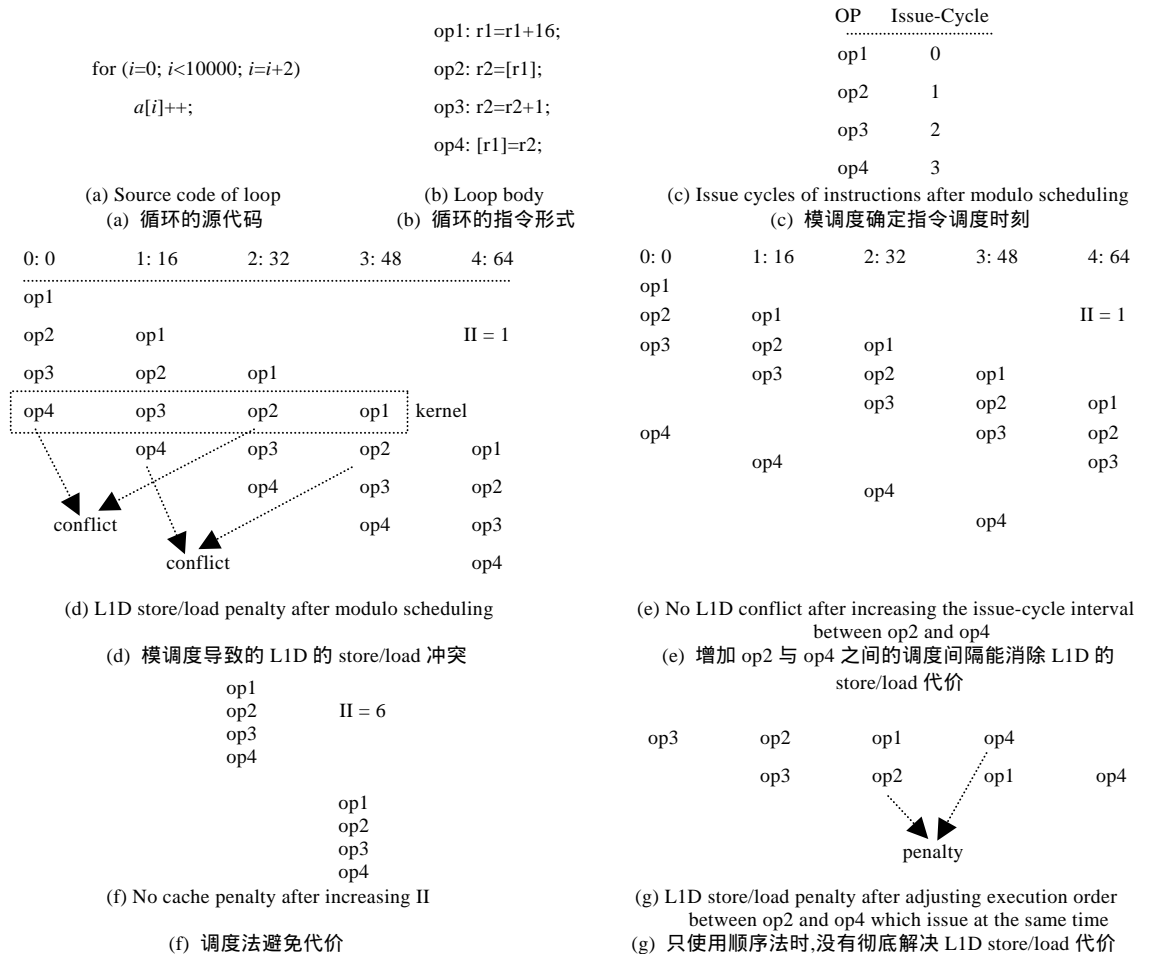 for (i=0; i<10000; i=i+2)
a[i]++;
(a) Source code of loop
(a) 循环的源代码
op1: r1=r1+16;
op2: r2=[r1];
op3: r2=r2+1;
op4: [r1]=r2;
(b) Loop body
(b) 循环的指令形式
OP Issue-Cycle
op1 0
op2 1
op3 2
op4 3
(c) Issue cycles of instructions after modulo scheduling
(c) 模调度确定指令调度时刻
0: 0 1: 16 2: 32 3: 48 4: 64
op1
op2 op1 II = 1
op3 op2 op1
op4 op3 op2 op1 kernel
op4 op3 op2 op1
op4 op3 op2
conflict op4 op3
conflict op4
(d) L1D store/load penalty after modulo scheduling
(d) 模调度导致的 L1D 的 store/load 冲突
0: 0 1: 16 2: 32 3: 48 4: 64
op1
op2 op1 II = 1
op3 op2 op1
op3 op2 op1
op3 op2 op1
op4 op3 op2
op4 op3
op4
op4
(e) No L1D conflict after increasing the issue-cycle interval
between op2 and op4
(e) 增加 op2 与 op4 之间的调度间隔能消除 L1D 的
store/load 代价
op1
op2 II = 6
op3
op4
op1
op2
op3
op4
(f) No cache penalty after increasing II
(f) 调度法避免代价
op3 op2 op1 op4
op3 op2 op1 op4
penalty
(g) L1D store/load penalty after adjusting execution order
between op2 and op4 which issue at the same time
(g) 只使用顺序法时,没有彻底解决 L1D store/load 代价